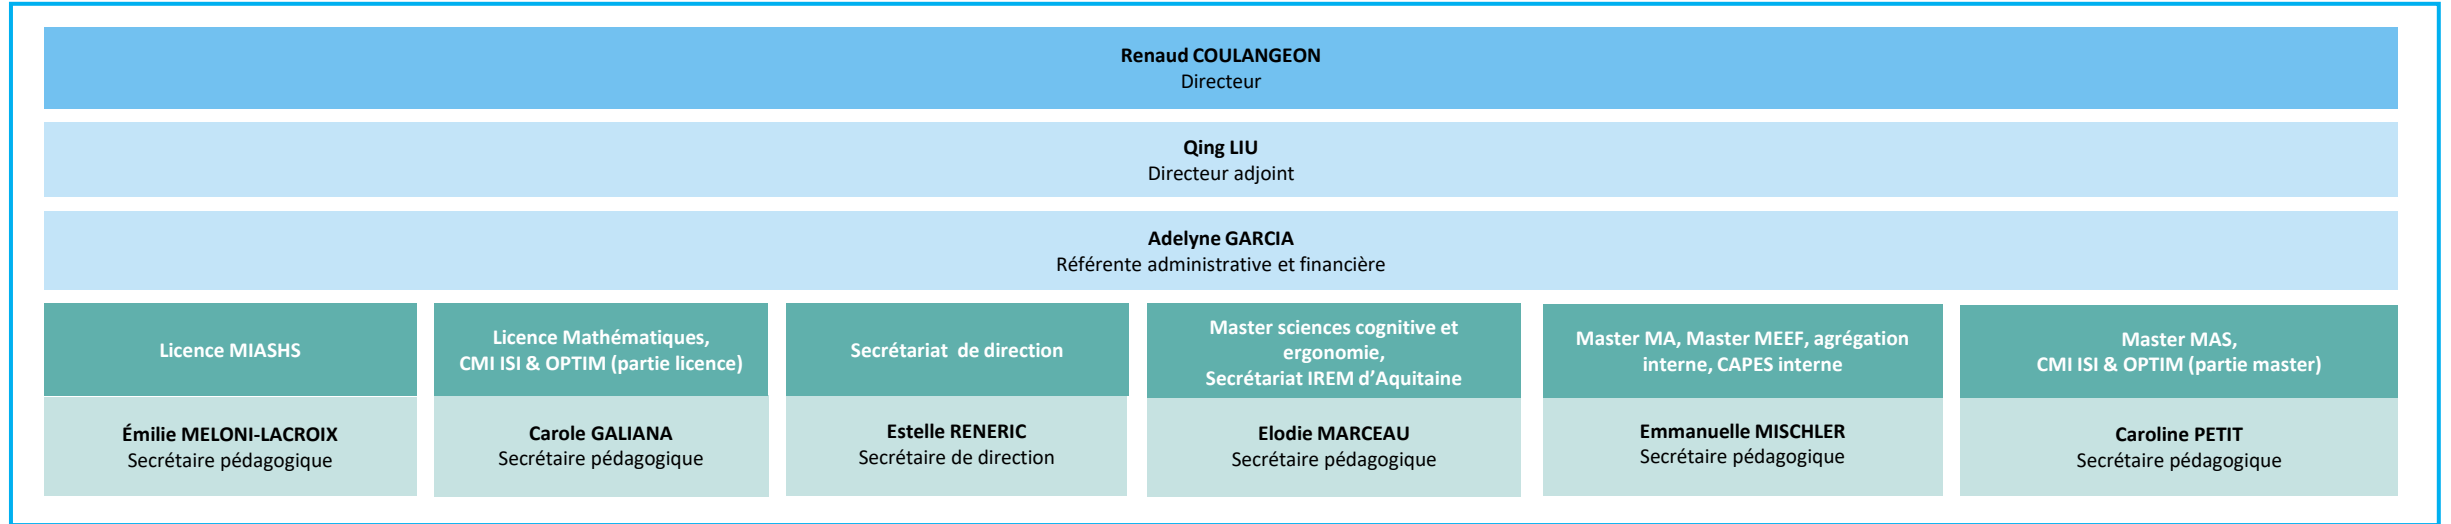 Renaud COULANGEON
Directeur
Qing LIU
Directeur adjoint
Adelyne GARCIA
Référente administrative et financière
Licence MIASHS
Émilie MELONI-LACROIX
Secrétaire pédagogique
Licence Mathématiques,
CMI ISI & OPTIM (partie licence)
Carole GALIANA
Secrétaire pédagogique
Secrétariat de direction
Estelle RENERIC
Secrétaire de direction
Master sciences cognitive et
ergonomie,
Secrétariat IREM d’Aquitaine
Elodie MARCEAU
Secrétaire pédagogique
Master MA, Master MEEF, agrégation
interne, CAPES interne
Emmanuelle MISCHLER
Secrétaire pédagogique
Master MAS,
CMI ISI & OPTIM (partie master)
Caroline PETIT
Secrétaire pédagogique